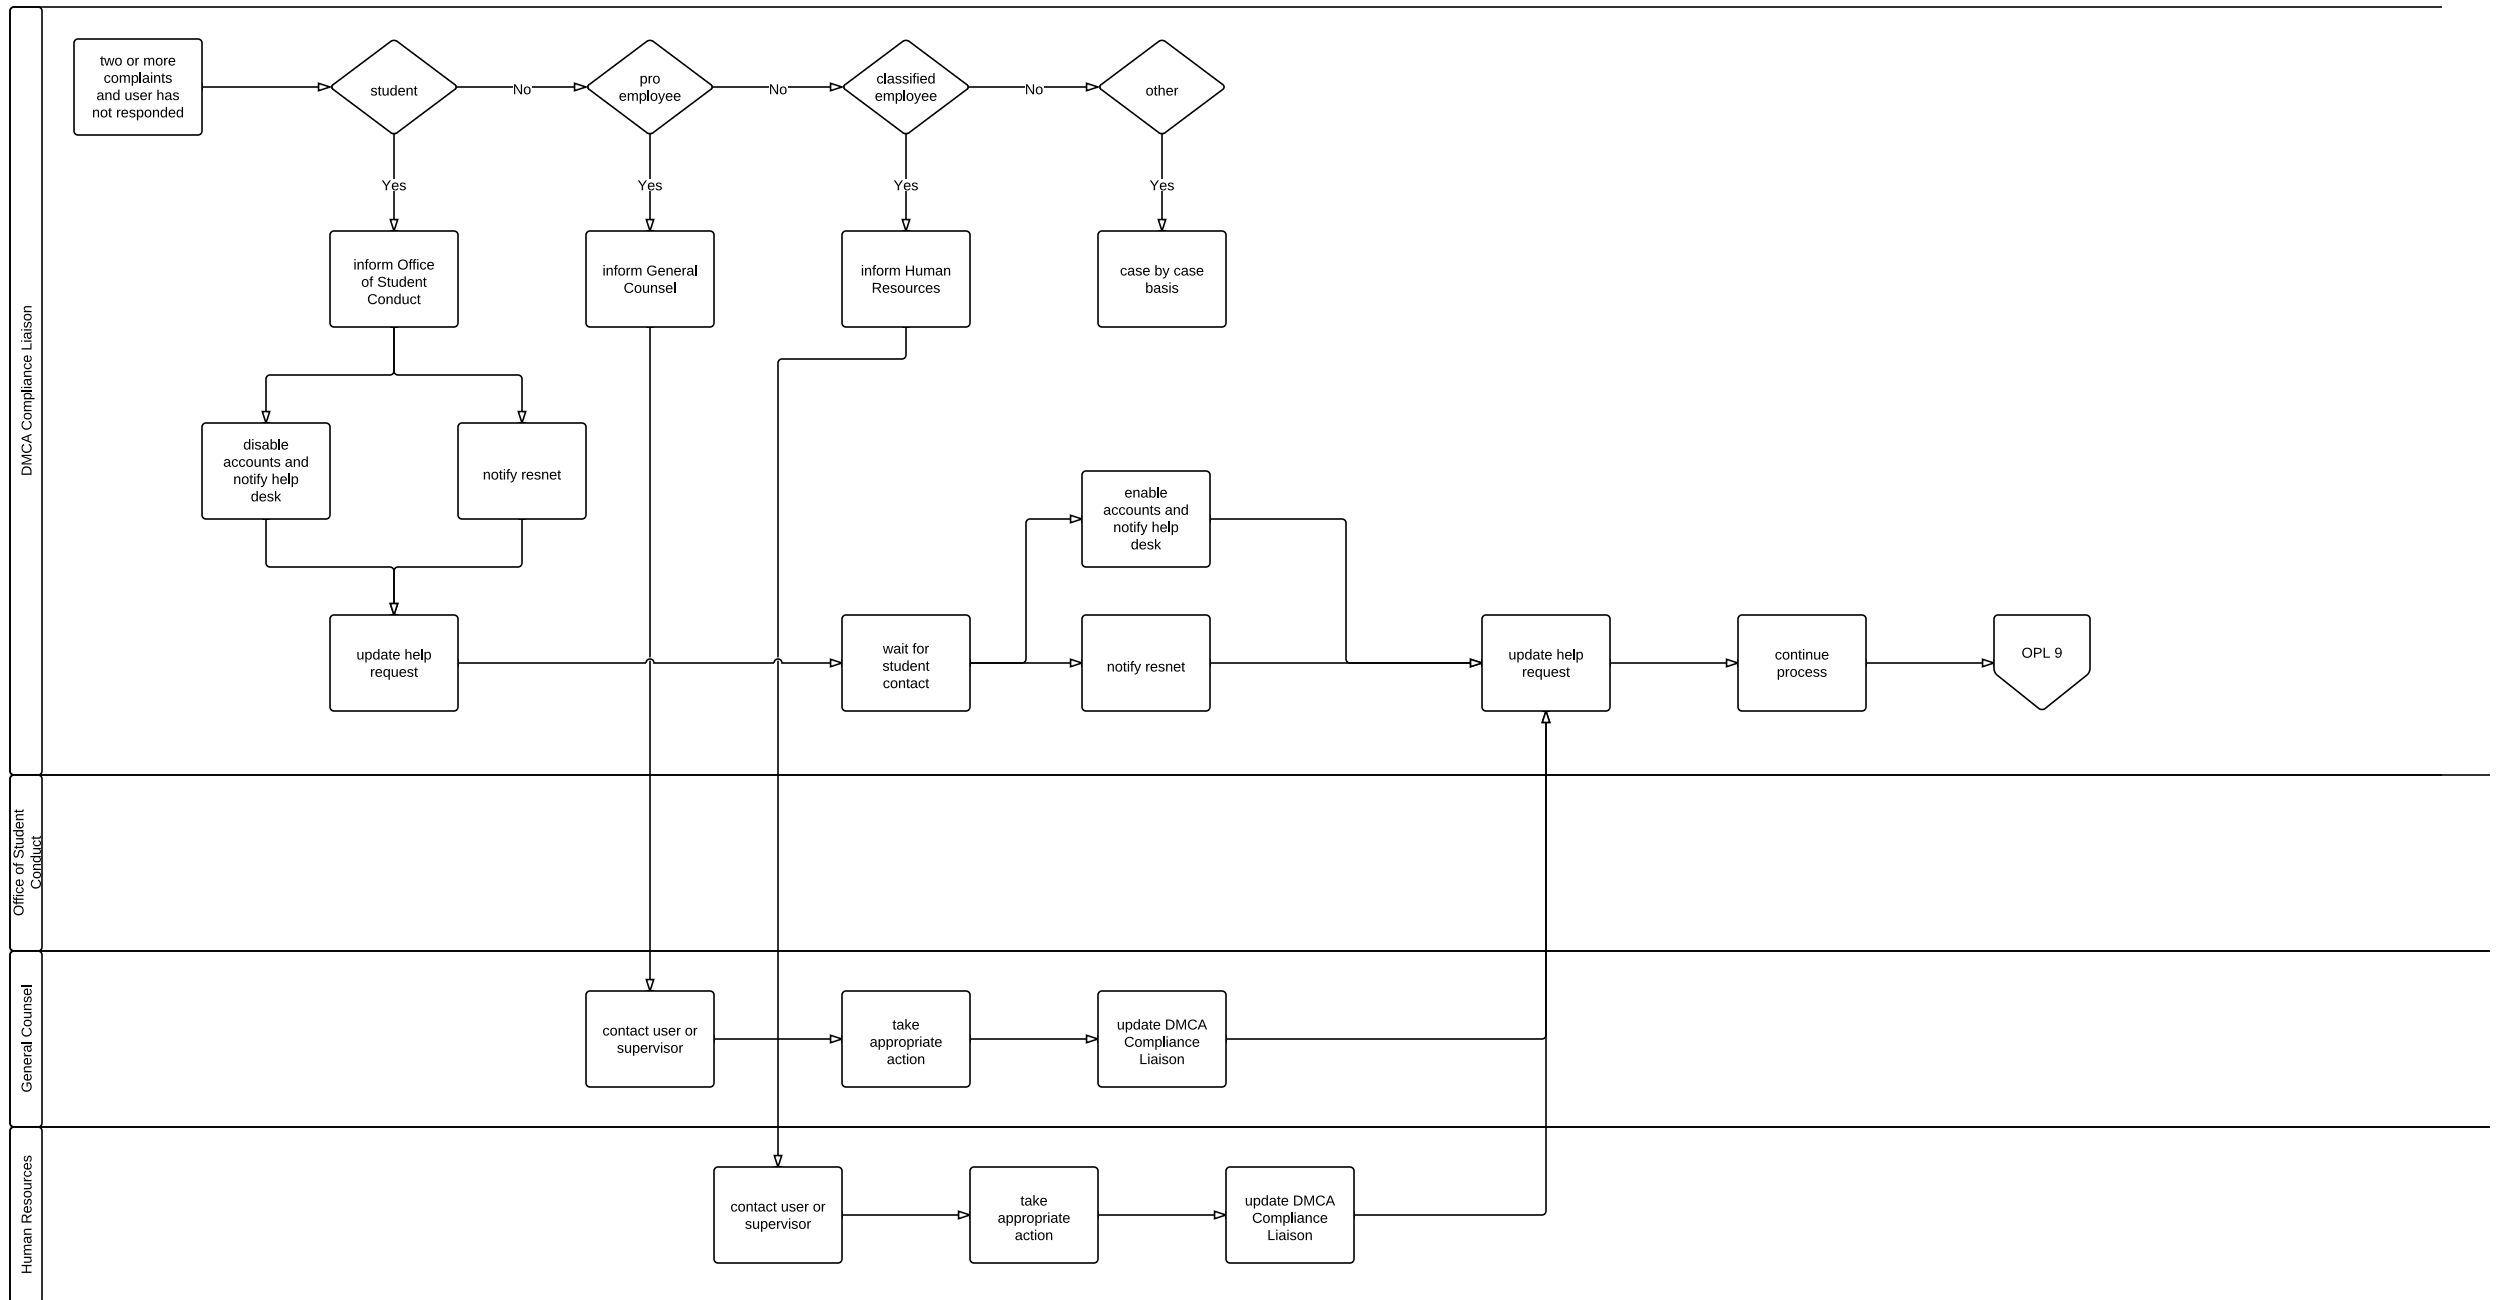 two or more
complaints
and user has
not responded
student
No
pro
employee
No
classified
employee
No
other
Yes
Yes
Yes
Yes
inform Office
of Student
Conduct
inform General
Counsel
inform Human
Resources
case by case
basis
DMCA Compliance Liaison
disable
accounts and
notify help
desk
notify resnet
enable
accounts and
notify help
desk
update help
request
wait for
student
contact
notify resnet
update help
request
continue
process
OPL 9
Office of Student
Conduct
General Counsel
contact user or
supervisor
take
appropriate
action
update DMCA
Compliance
Liaison
Human Resources
contact user or
supervisor
take
appropriate
action
update DMCA
Compliance
Liaison